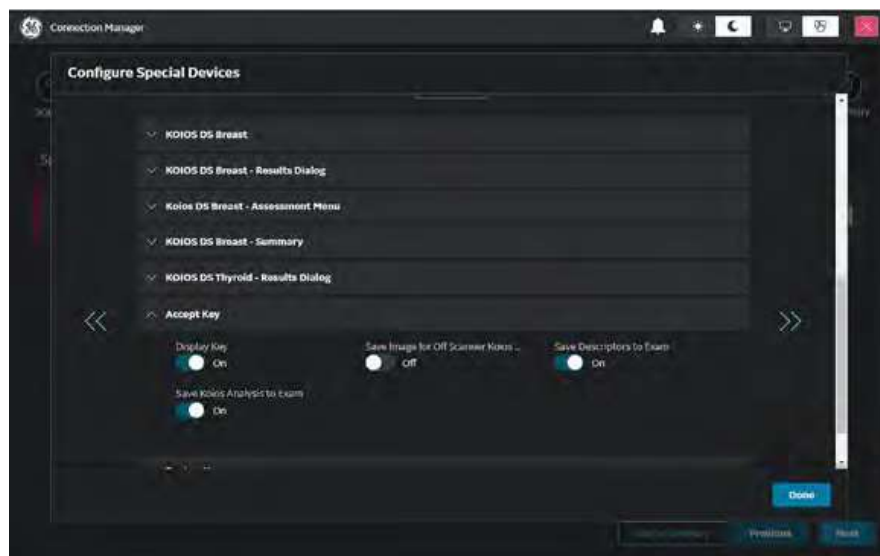 Connection Manager
Configure Special Devices
KOIOS DS Breast
KOIOS DS Breast - Results Dialog
Koios DS Breast - Assessment Menu
KOIOS DS Breast - Summary
KOIOS DS Thyroid - Results Dialog
Accept Key
Display Key
On
Save Image for Off Scanner Koios ...
Off
Save Descriptors to Exam
On
Save Koios Analysis to Exam
On
Done
Previous
Next